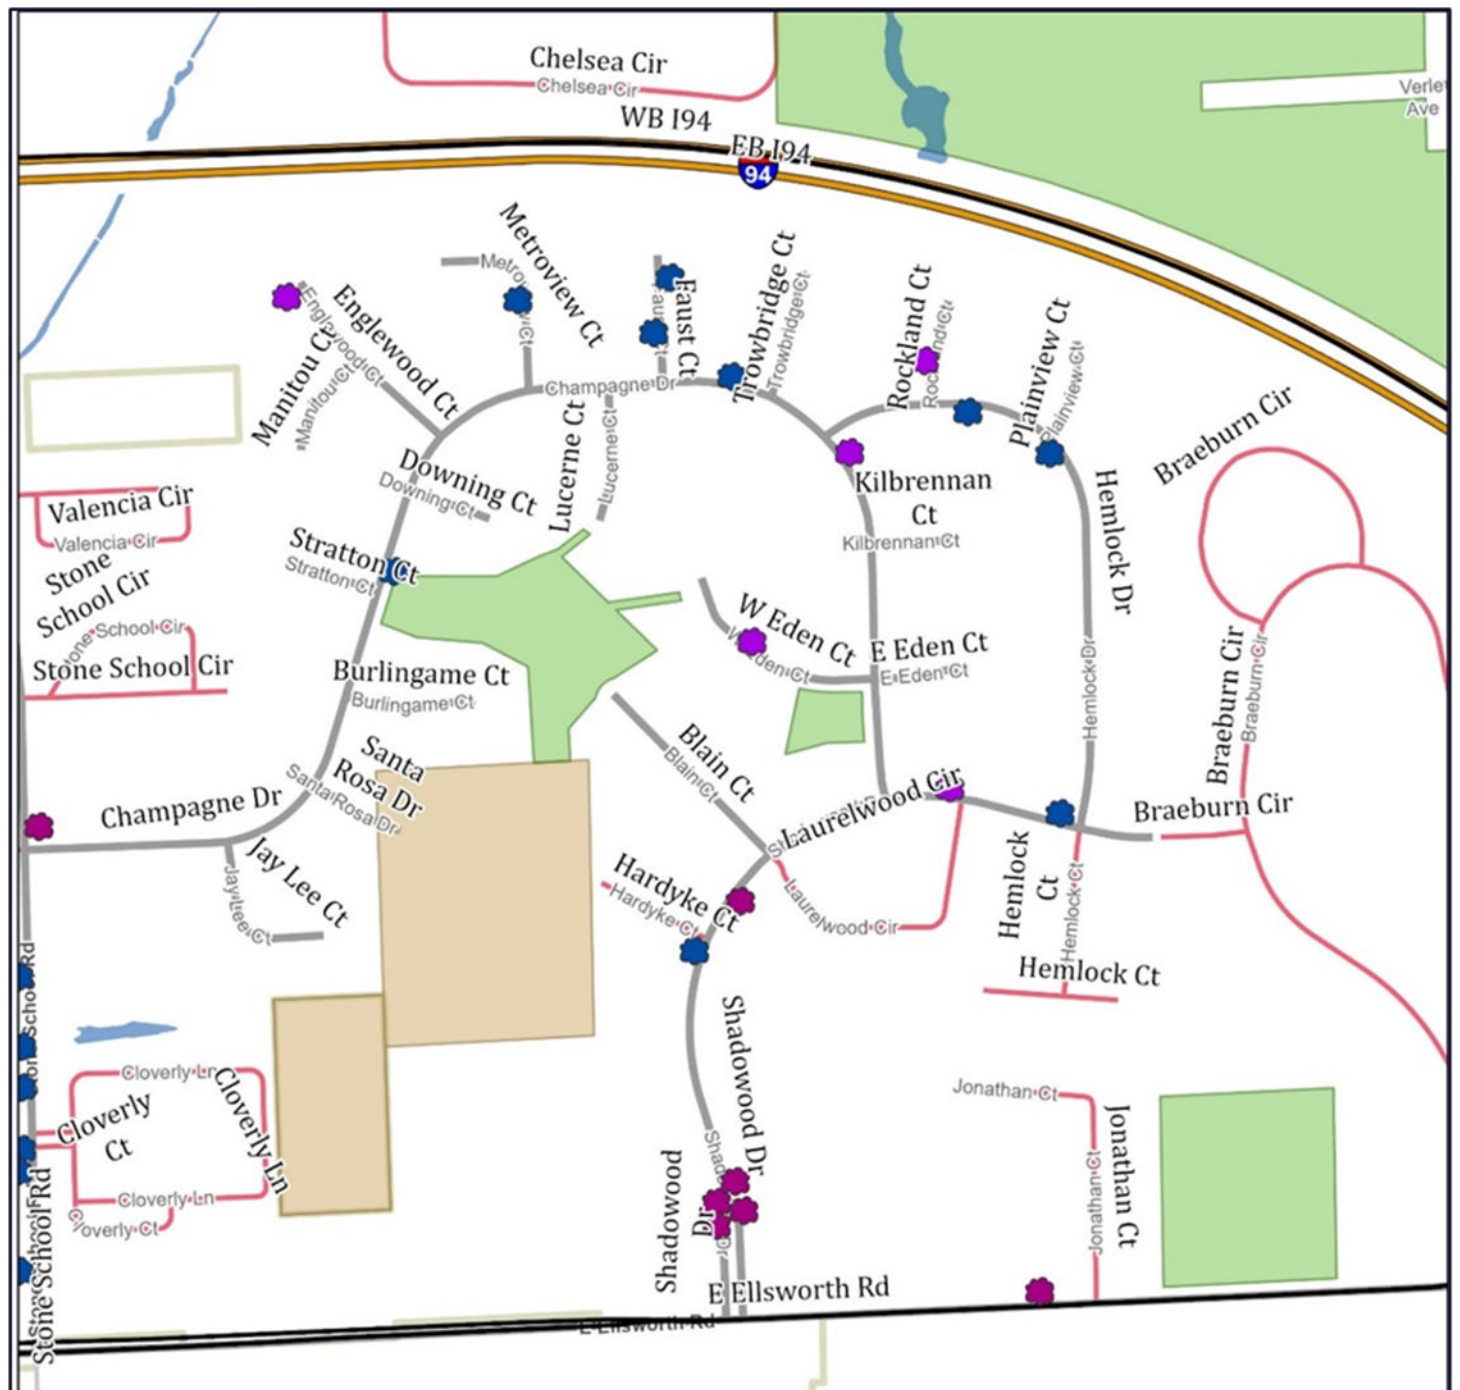 Chelsea Cir
Chelsea Cir
Verle
Ave
WB I94
EB I94
94
Metroview Ct
Metro
w Ct
Faust Ct
Trowbridge Ct
Trowbridge Ct
Rockland Ct
Plainview Ct
Plainview Ct
Englewood Ct
Englewood Ct
Manitou Ct
Manitou Ct
Champagne Dr
Lucerne Ct
Lucerne Ct
Braeburn Cir
Downing Ct
Downing Ct
Kilbrennan
Ct
Kilbrennan Ct
Hemlock Dr
Hemlock Dr
Valencia Cir
Valencia Cir
Stone
School Cir
Stone School Cir
Stratton Ct
Stratton Ct
W Eden Ct
E Eden Ct
E Eden Ct
Burlingame Ct
Burlingame Ct
Braeburn Cir
Braeburn Cir
Blain Ct
Blain Ct
Santa
Rosa Dr
Santa Rosa Dr
Champagne Dr
Laurelwood Cir
Laurelwood Cir
Braeburn Cir
Jay Lee Ct
Jay Lee Ct
Hardyke Ct
Hardyke Ct
Hemlock
Ct
Hemlock Ct
Hemlock Ct
Cloverly Ln
Cloverly
Ct
Cloverly Ln
Cloverly Ln
overly Ct
Shadowood Dr
Shadowood
Dr
Dr
Jonathan Ct
Jonathan Ct
Jonathan Ct
Stone School Rd
E Ellsworth Rd
E Ellsworth Rd